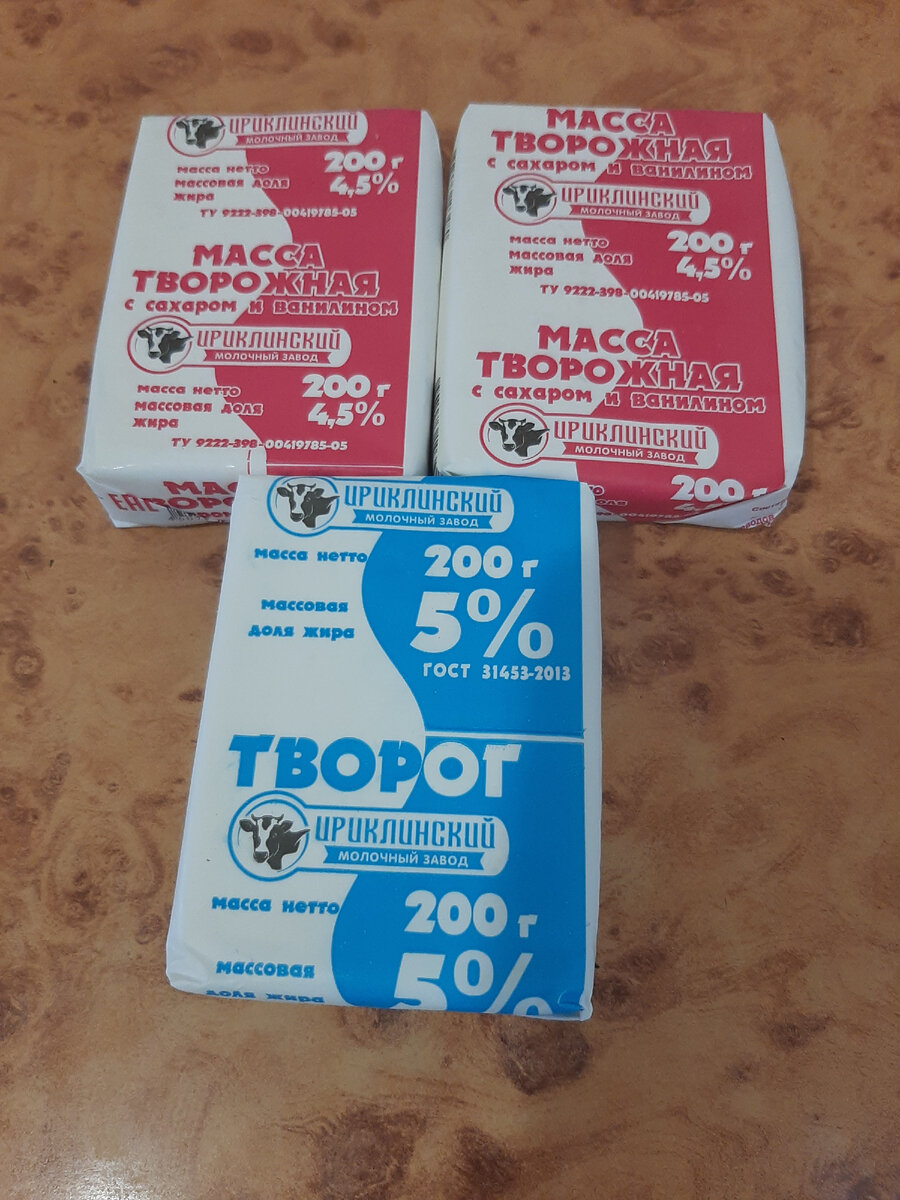 ИРИКЛИНСКИЙ
МОЛОЧНЫЙ ЗАВОД
масса нетто 200 г
массовая доля жира 4,5%
ТУ 9222-398-00419785-05
МАССА
ТВОРОЖНАЯ
с сахаром и ванилином
ИРИКЛИНСКИЙ
МОЛОЧНЫЙ ЗАВОД
масса нетто 200 г
массовая доля жира 4,5%
ТУ 9222-398-00419785-05
МАССА
ТВОРОЖНАЯ
с сахаром и ванилином
ИРИКЛИНСКИЙ
МОЛОЧНЫЙ ЗАВОД
масса нетто 200 г
массовая доля жира 4,5%
ТУ 9222-398-00419785-05
МАССА
ТВОРОЖНАЯ
с сахаром и ванилином
ИРИКЛИНСКИЙ
МОЛОЧНЫЙ ЗАВОД
200 г
ИРИКЛИНСКИЙ
МОЛОЧНЫЙ ЗАВОД
масса нетто 200 г
массовая доля жира 5%
ГОСТ 31453-2013
ТВОРОГ
ИРИКЛИНСКИЙ
МОЛОЧНЫЙ ЗАВОД
масса нетто 200 г
массовая доля жира 5%